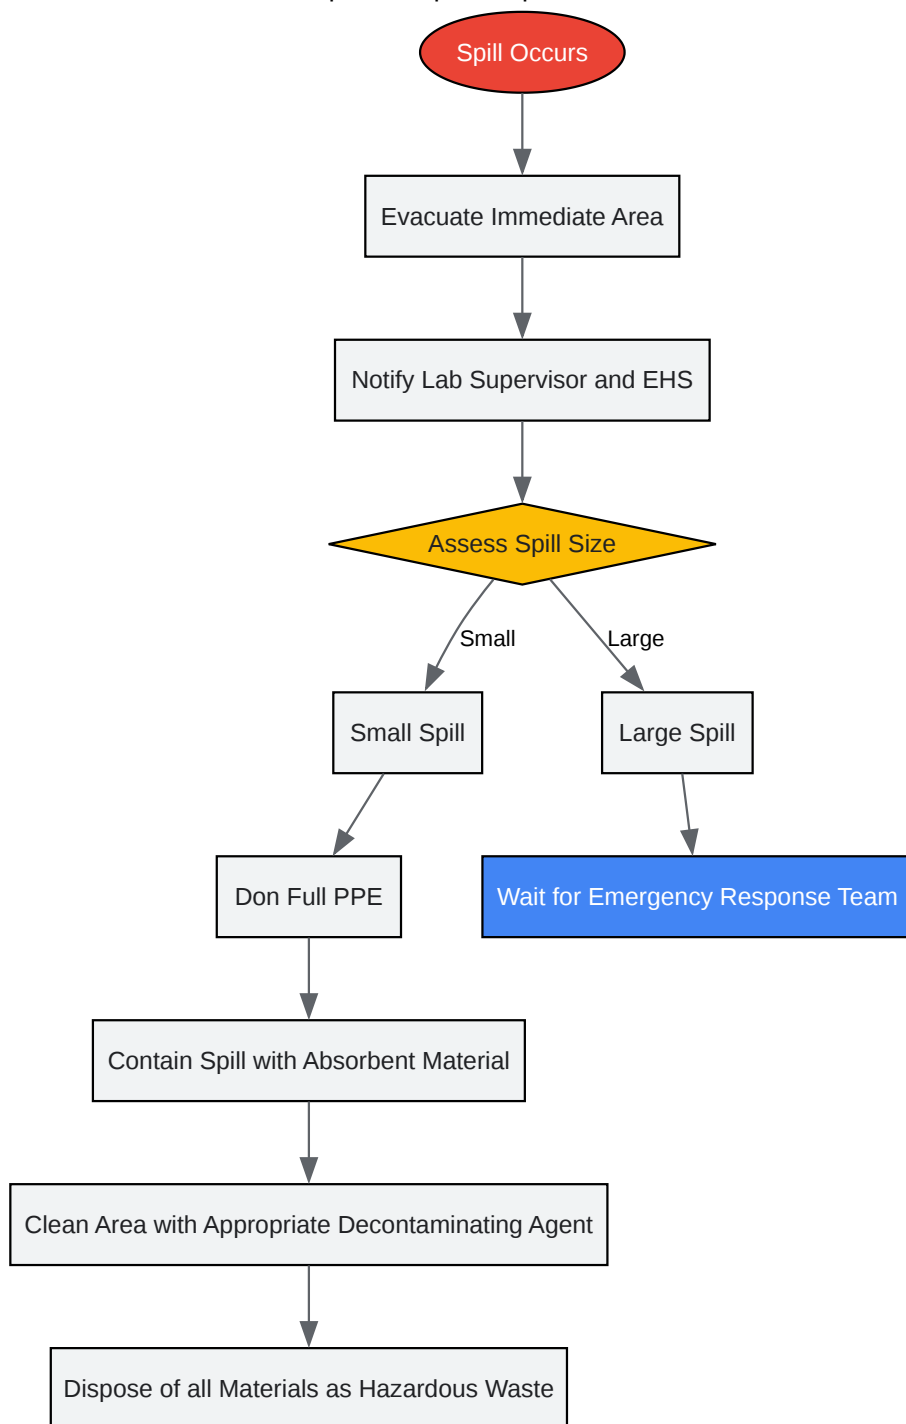 Spill Occurs
Evacuate Immediate Area
Notify Lab Supervisor and EHS
Assess Spill Size
Small
Large
Small Spill
Large Spill
Don Full PPE
Wait for Emergency Response Team
Contain Spill with Absorbent Material
Clean Area with Appropriate Decontaminating Agent
Dispose of all Materials as Hazardous Waste